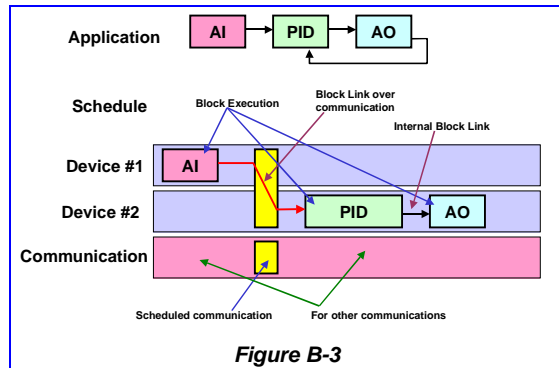 Application
AI
PID
AO
Schedule
Block Execution
Block Link over
communication
Internal Block Link
Device #1
AI
Device #2
PID
AO
Communication
Scheduled communication
For other communications
Figure B-3